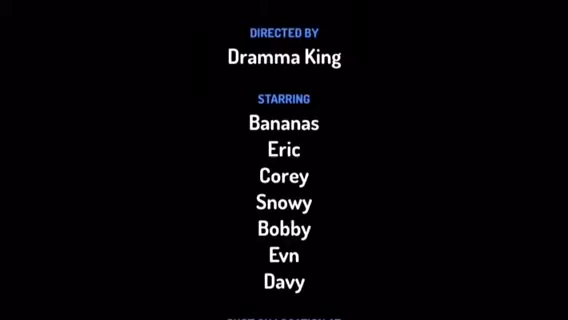 DIRECTED BY
Dramma King
STARRING
Bananas
Eric
Corey
Snowy
Bobby
Evn
Davy